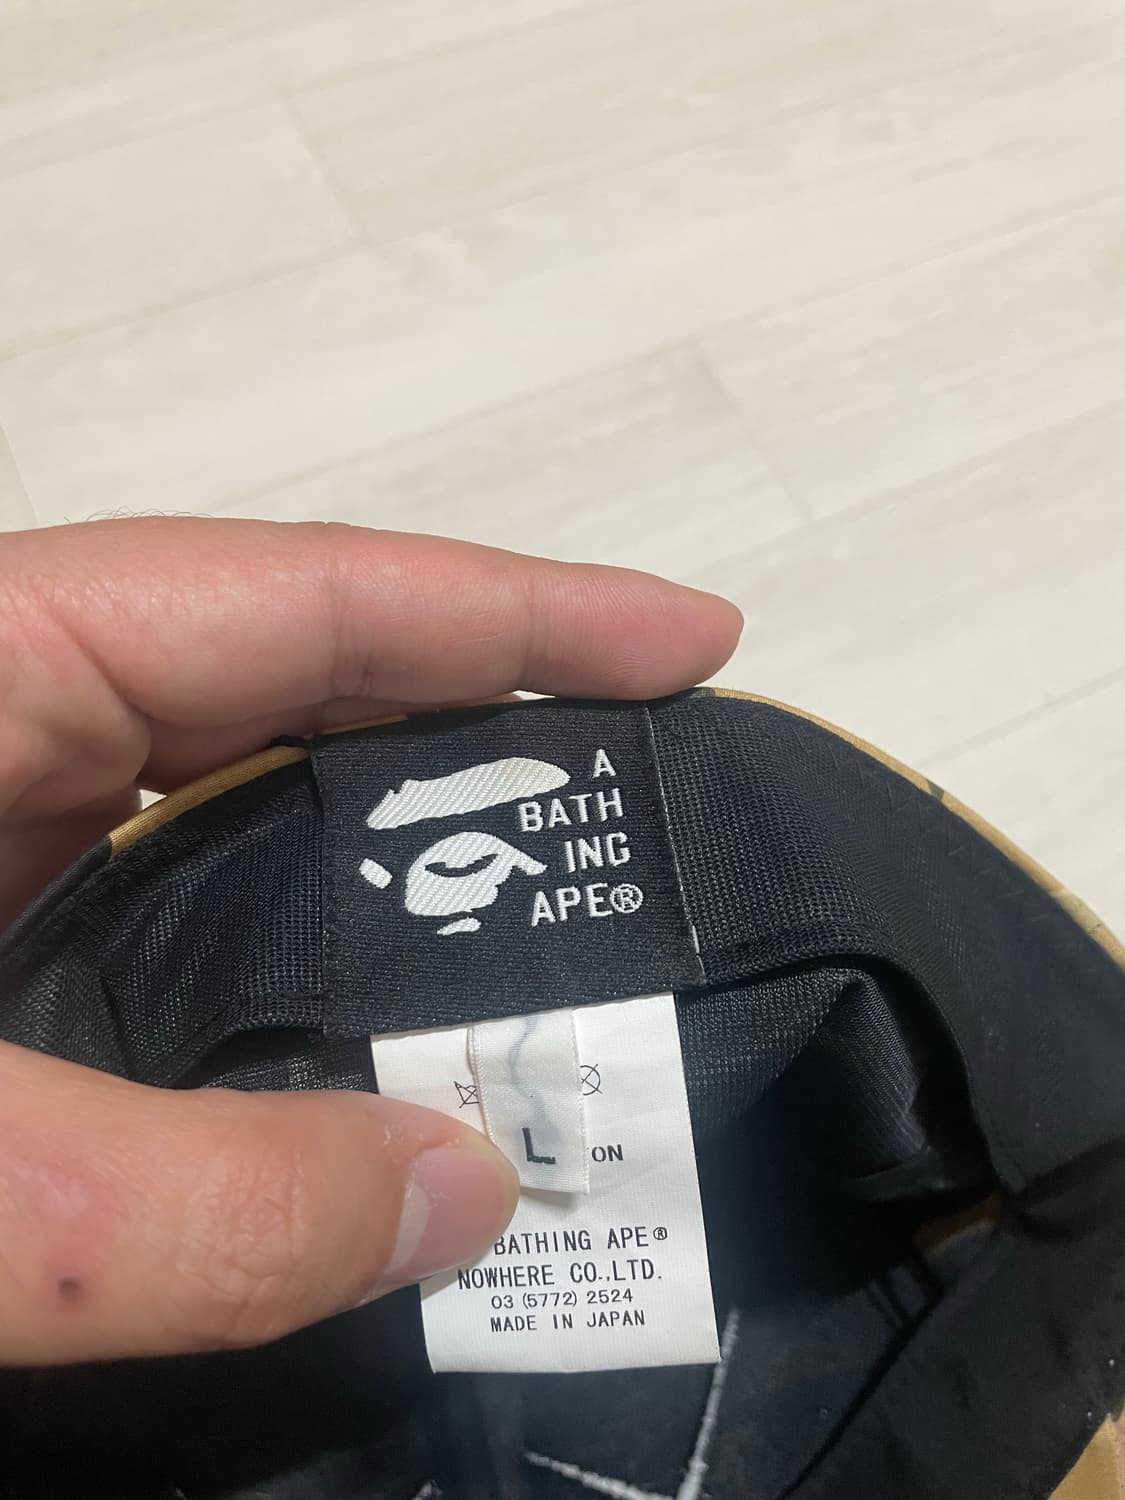 A
BATH
ING
APE®
L
ON
BATHING APE®
NOWHERE CO.,LTD.
03 (5772) 2524
MADE IN JAPAN